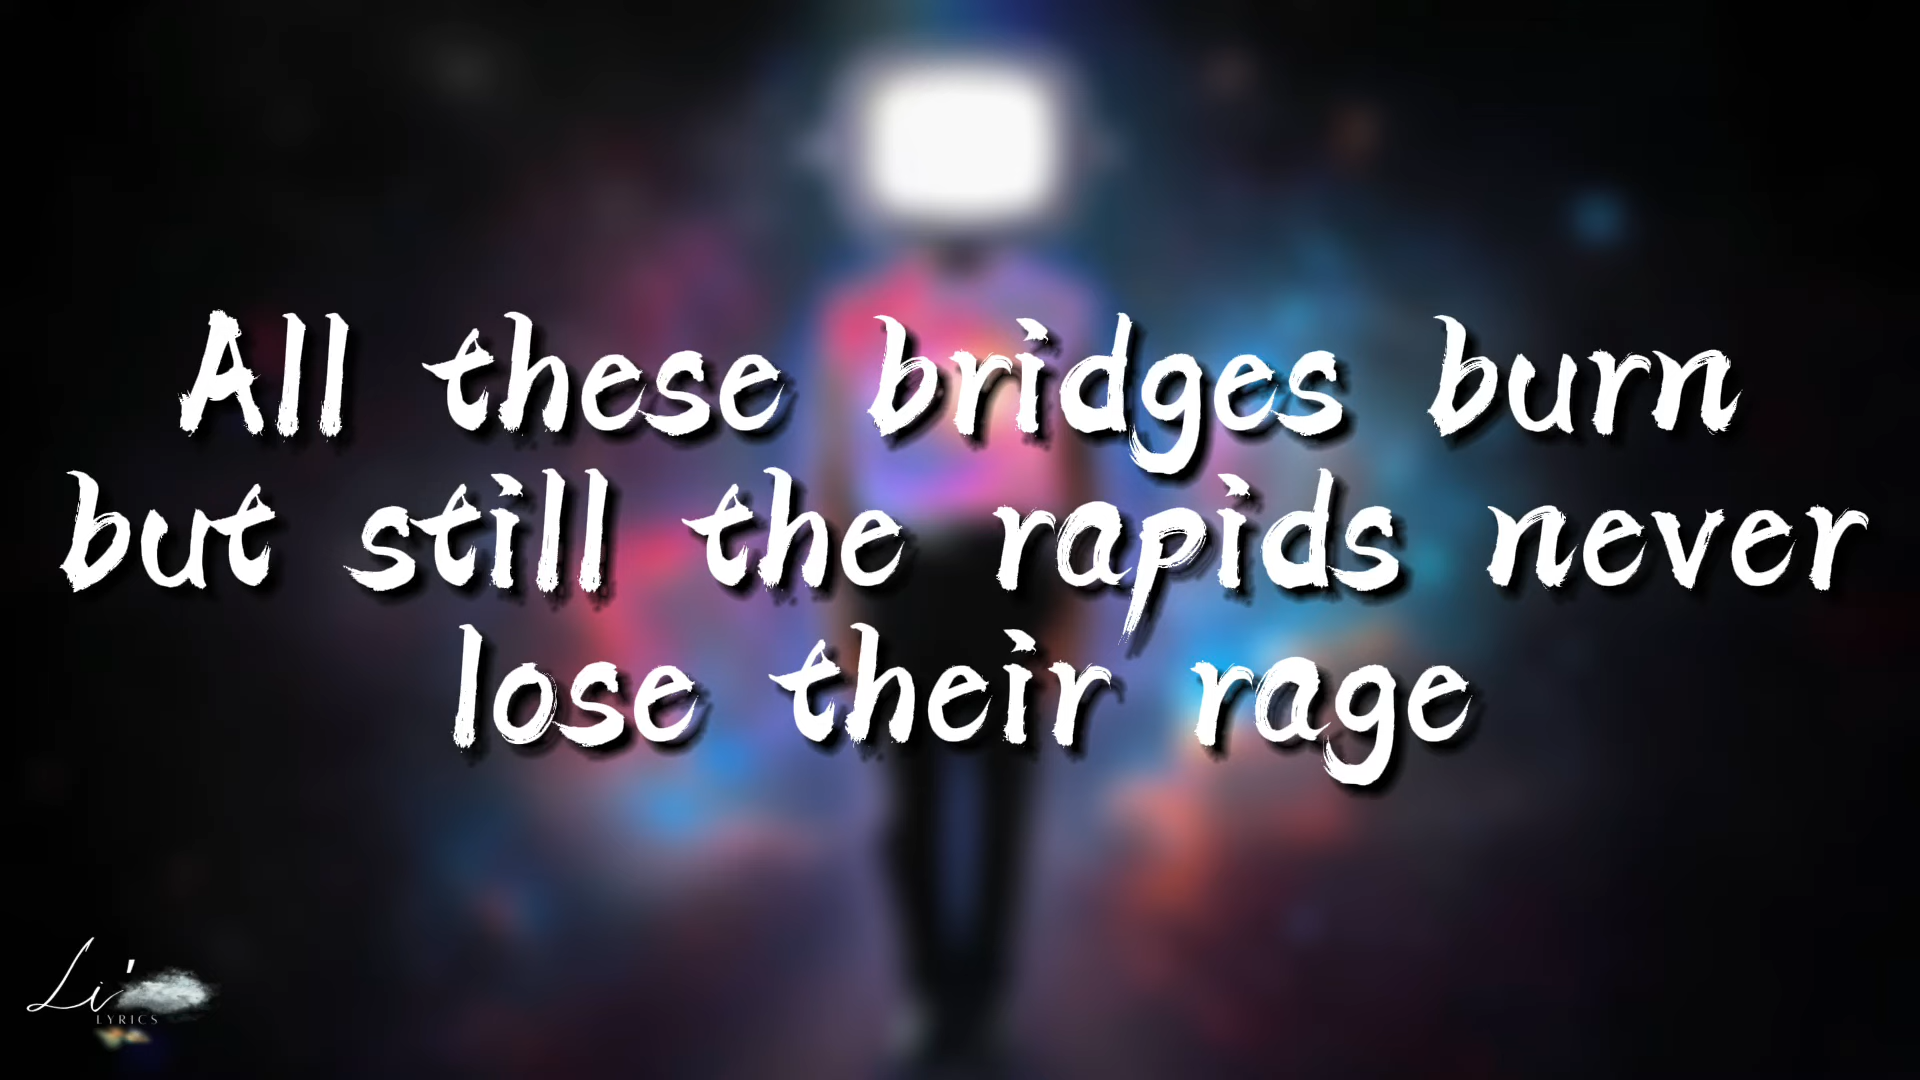 All these bridges burn
but still the rapids never
lose their rage
Li'
LYRICS